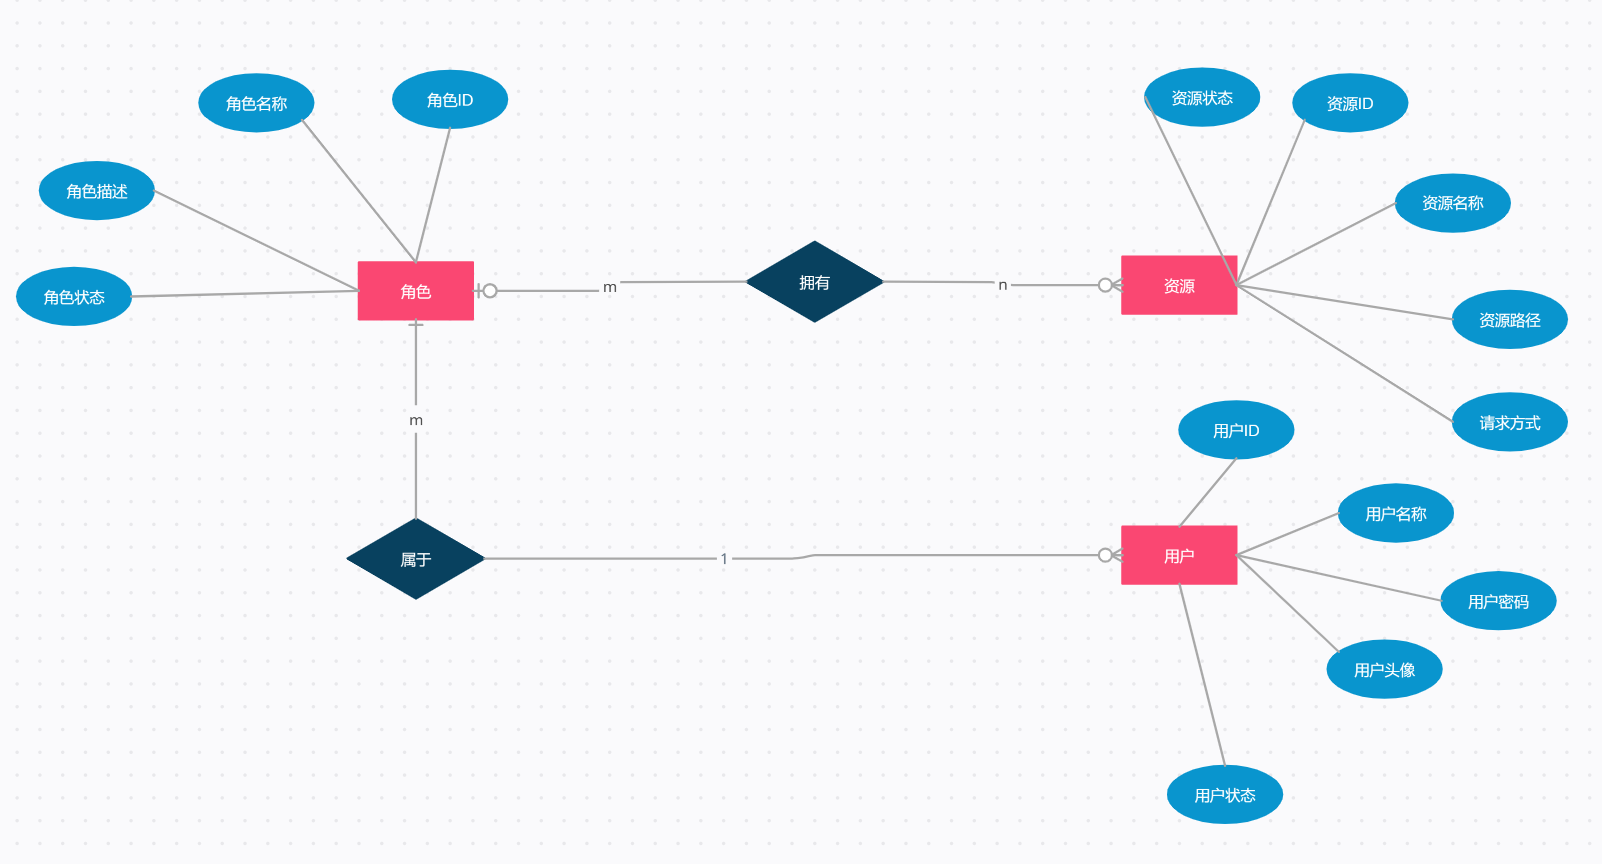 角色名称
角色ID
资源状态
资源ID
角色描述
资源名称
角色状态
角色
m
拥有
n
资源
资源路径
m
用户ID
请求方式
用户名称
属于
1
用户
用户密码
用户头像
用户状态